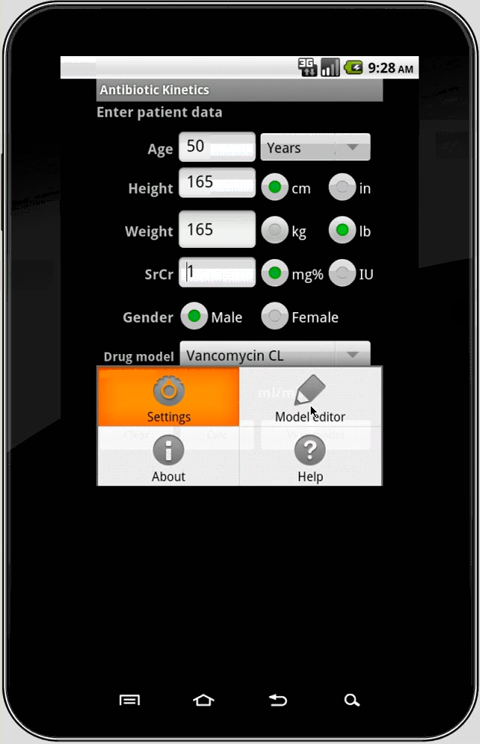 3G 9:28 AM
Antibiotic Kinetics
Enter patient data
Age 50 Years
Height 165 cm in
Weight 165 kg lb
SrCr 1 mg% IU
Gender Male Female
Drug model Vancomycin CL
Settings Model editor
About Help